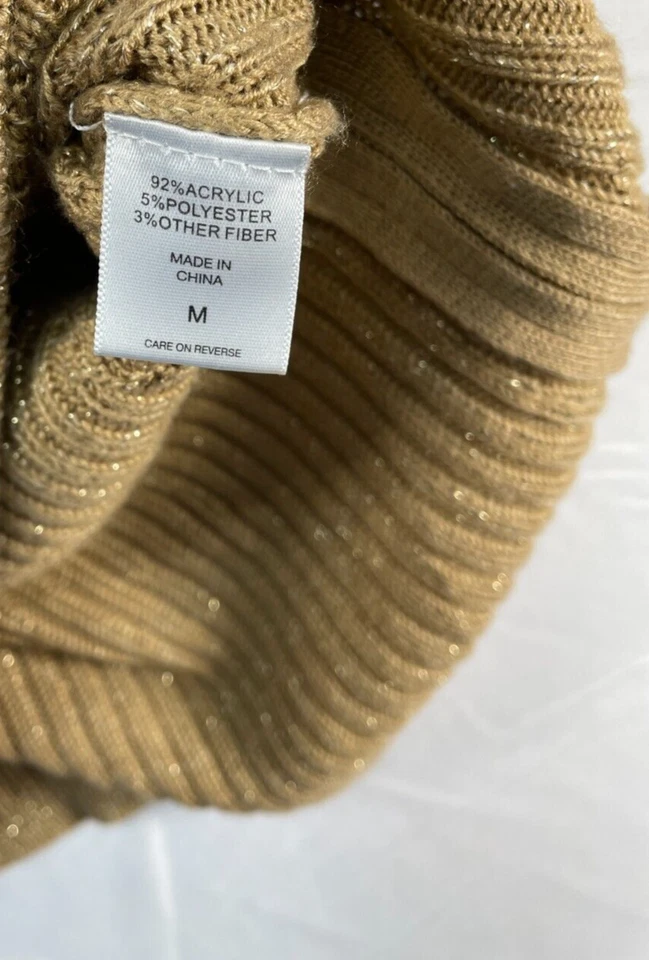 92%ACRYLIC
5%POLYESTER
3%OTHER FIBER
MADE IN
CHINA
M
CARE ON REVERSE